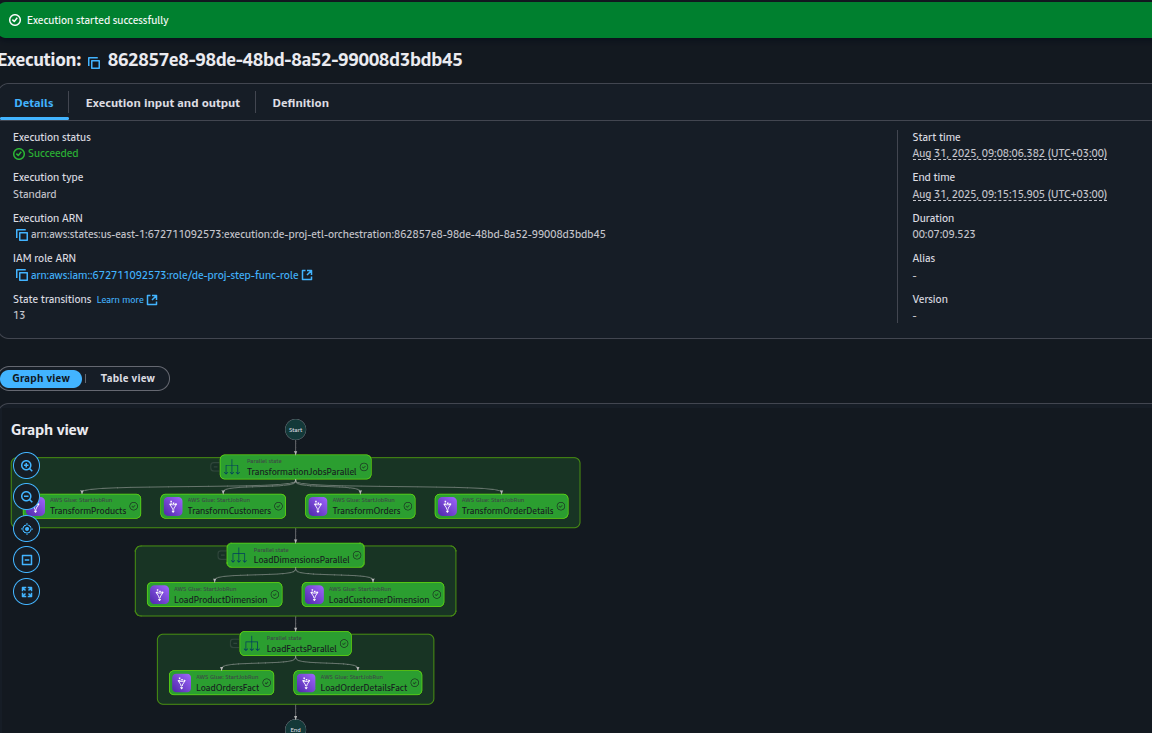 Execution started successfully
Execution: 862857e8-98de-48bd-8a52-99008d3bdb45
Details
Execution input and output
Definition
Execution status
Succeeded
Execution type
Standard
Execution ARN
arn:aws:states:us-east-1:672711092573:execution:de-proj-etl-orchestration:862857e8-98de-48bd-8a52-99008d3bdb45
IAM role ARN
arn:aws:iam::672711092573:role/de-proj-step-func-role
State transitions Learn more
13
Start time
Aug 31, 2025, 09:08:06.382 (UTC+03:00)
End time
Aug 31, 2025, 09:15:15.905 (UTC+03:00)
Duration
00:07:09.523
Alias
-
Version
-
Graph view | Table view
Graph view
Start
Parallel state
TransformationJobsParallel
AWS Glue: StartJobRun
TransformProducts
AWS Glue: StartJobRun
TransformCustomers
AWS Glue: StartJobRun
TransformOrders
AWS Glue: StartJobRun
TransformOrderDetails
Parallel state
LoadDimensionsParallel
AWS Glue: StartJobRun
LoadProductDimension
AWS Glue: StartJobRun
LoadCustomerDimension
Parallel state
LoadFactsParallel
AWS Glue: StartJobRun
LoadOrdersFact
AWS Glue: StartJobRun
LoadOrderDetailsFact
End